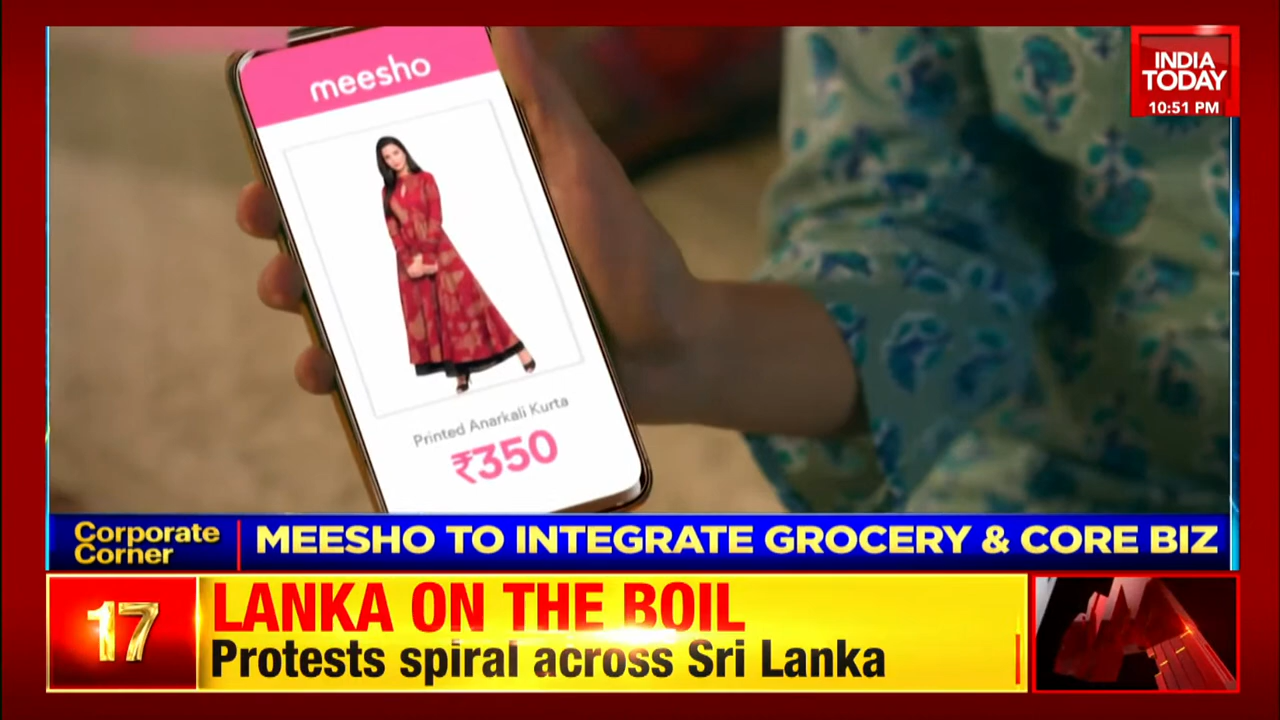 meesho
INDIA
TODAY
10:51 PM
Printed Anarkali Kurta
₹350
Corporate
Corner
MEESHO TO INTEGRATE GROCERY & CORE BIZ
17
LANKA ON THE BOIL
Protests spiral across Sri Lanka